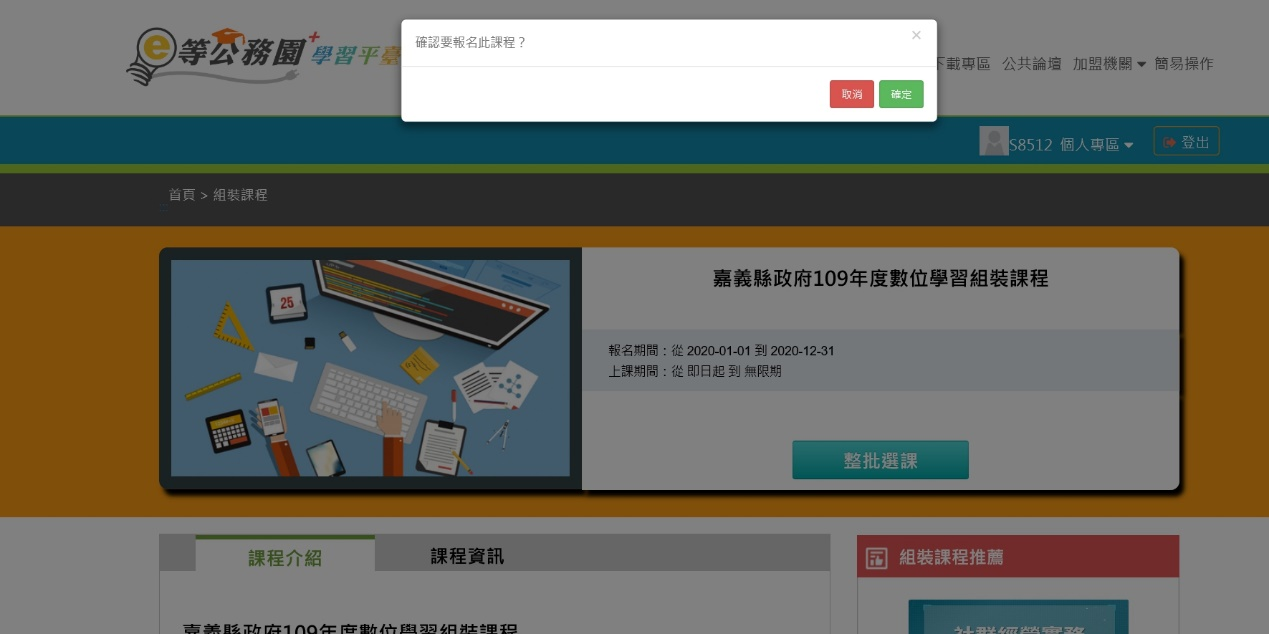 確認要報名此課程？
×
取消
確定
e等公務園+學習平臺
下載專區 公共論壇 加盟機關 簡易操作
S8512 個人專區
登出
首頁 > 組裝課程
25
嘉義縣政府109年度數位學習組裝課程
報名期間：從 2020-01-01 到 2020-12-31
上課期間：從 即日起 到 無限期
整批選課
課程介紹
課程資訊
組裝課程推薦
嘉義縣政府109年度數位學習組裝課程
社群經營實務